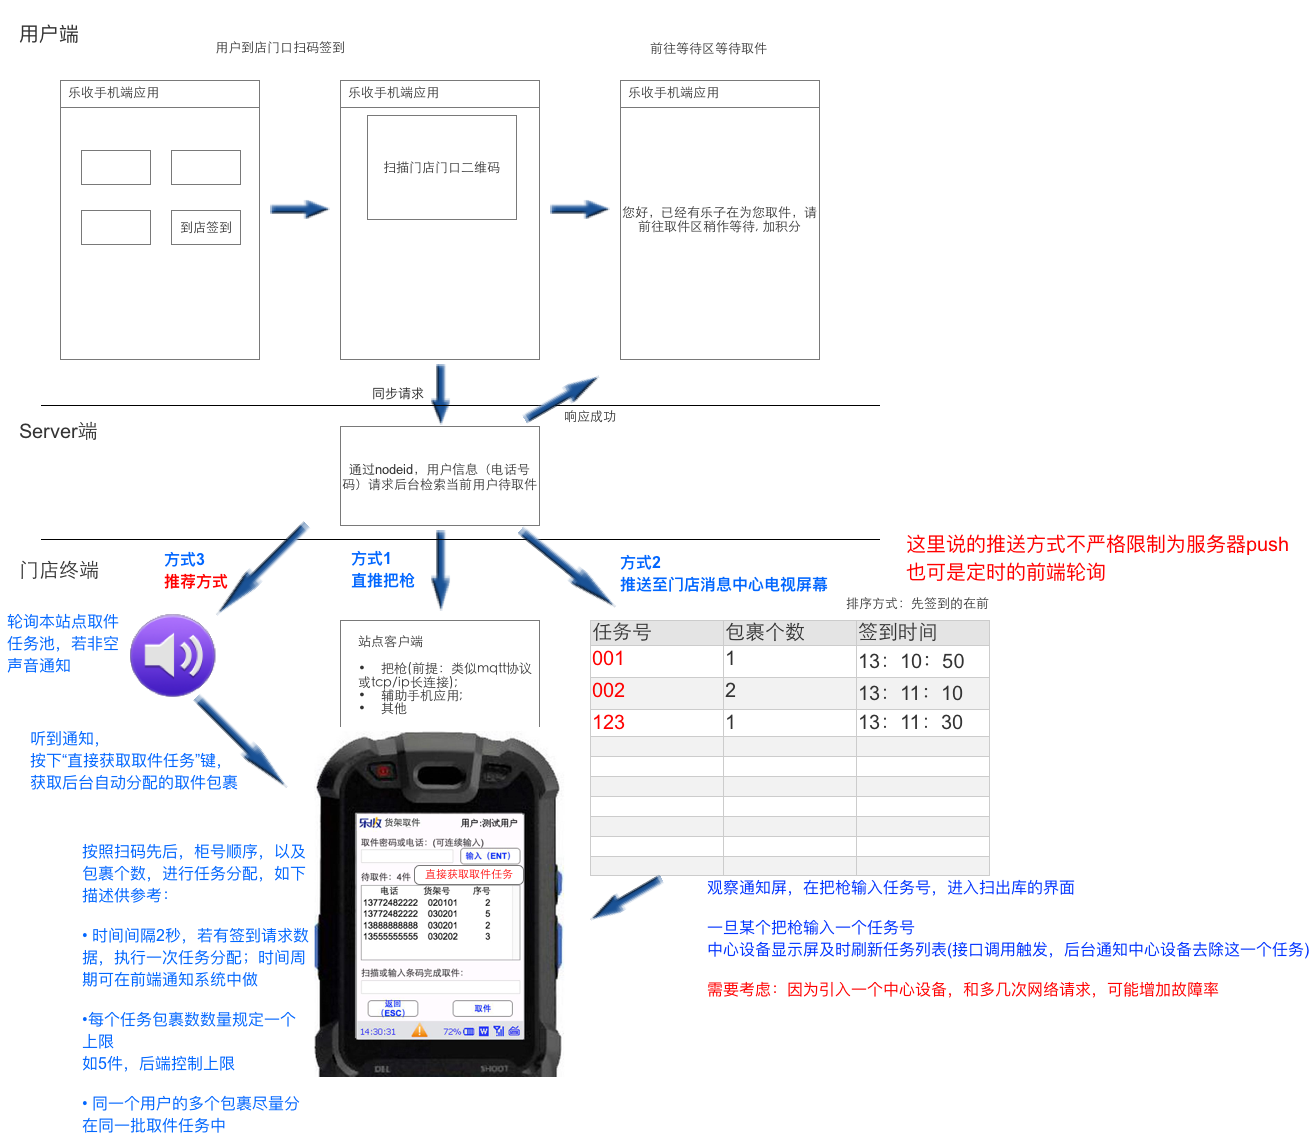 用户端
用户到店门口扫码签到
前往等待区等待取件
乐收手机端应用
乐收手机端应用
乐收手机端应用
扫描门店门口二维码
到店签到
您好，已经有乐子在为您取件，请
前往取件区稍作等待, 加积分
同步请求
响应成功
Server端
通过nodeid，用户信息（电话号
码）请求后台检索当前用户待取件
门店终端
方式3
推荐方式
方式1
直推把枪
方式2
推送至门店消息中心电视屏幕
这里说的推送方式不严格限制为服务器push
也可是定时的前端轮询
排序方式：先签到的在前
轮询本站点取件
任务池，若非空
声音通知
站点客户端
• 把枪(前提：类似mqtt协议
或tcp/ip长连接);
• 辅助手机应用;
• 其他
任务号 包裹个数 签到时间
001 1 13：10：50
002 2 13：11：10
123 1 13：11：30
听到通知，
按下“直接获取取件任务”键，
获取后台自动分配的取件包裹
乐收 货架取件 用户:测试用户
取件密码或电话：(可连续输入)
输入（ENT）
待取件：4件 直接获取取件任务
电话 货架号 序号
13772482222 020101 2
13772482222 030201 5
13888888888 030201 2
13555555555 030202 3
扫描或输入条码完成取件：
返回
（ESC）
取件
14:30:31 72% W
DEL SHOOT
按照扫码先后，柜号顺序，以及
包裹个数，进行任务分配，如下
描述供参考：
• 时间间隔2秒，若有签到请求数
据，执行一次任务分配；时间周
期可在前端通知系统中做
•每个任务包裹数数量规定一个
上限
如5件，后端控制上限
• 同一个用户的多个包裹尽量分
在同一批取件任务中
观察通知屏，在把枪输入任务号，进入扫出库的界面
一旦某个把枪输入一个任务号
中心设备显示屏及时刷新任务列表(接口调用触发，后台通知中心设备去除这一个任务)
需要考虑：因为引入一个中心设备，和多几次网络请求，可能增加故障率